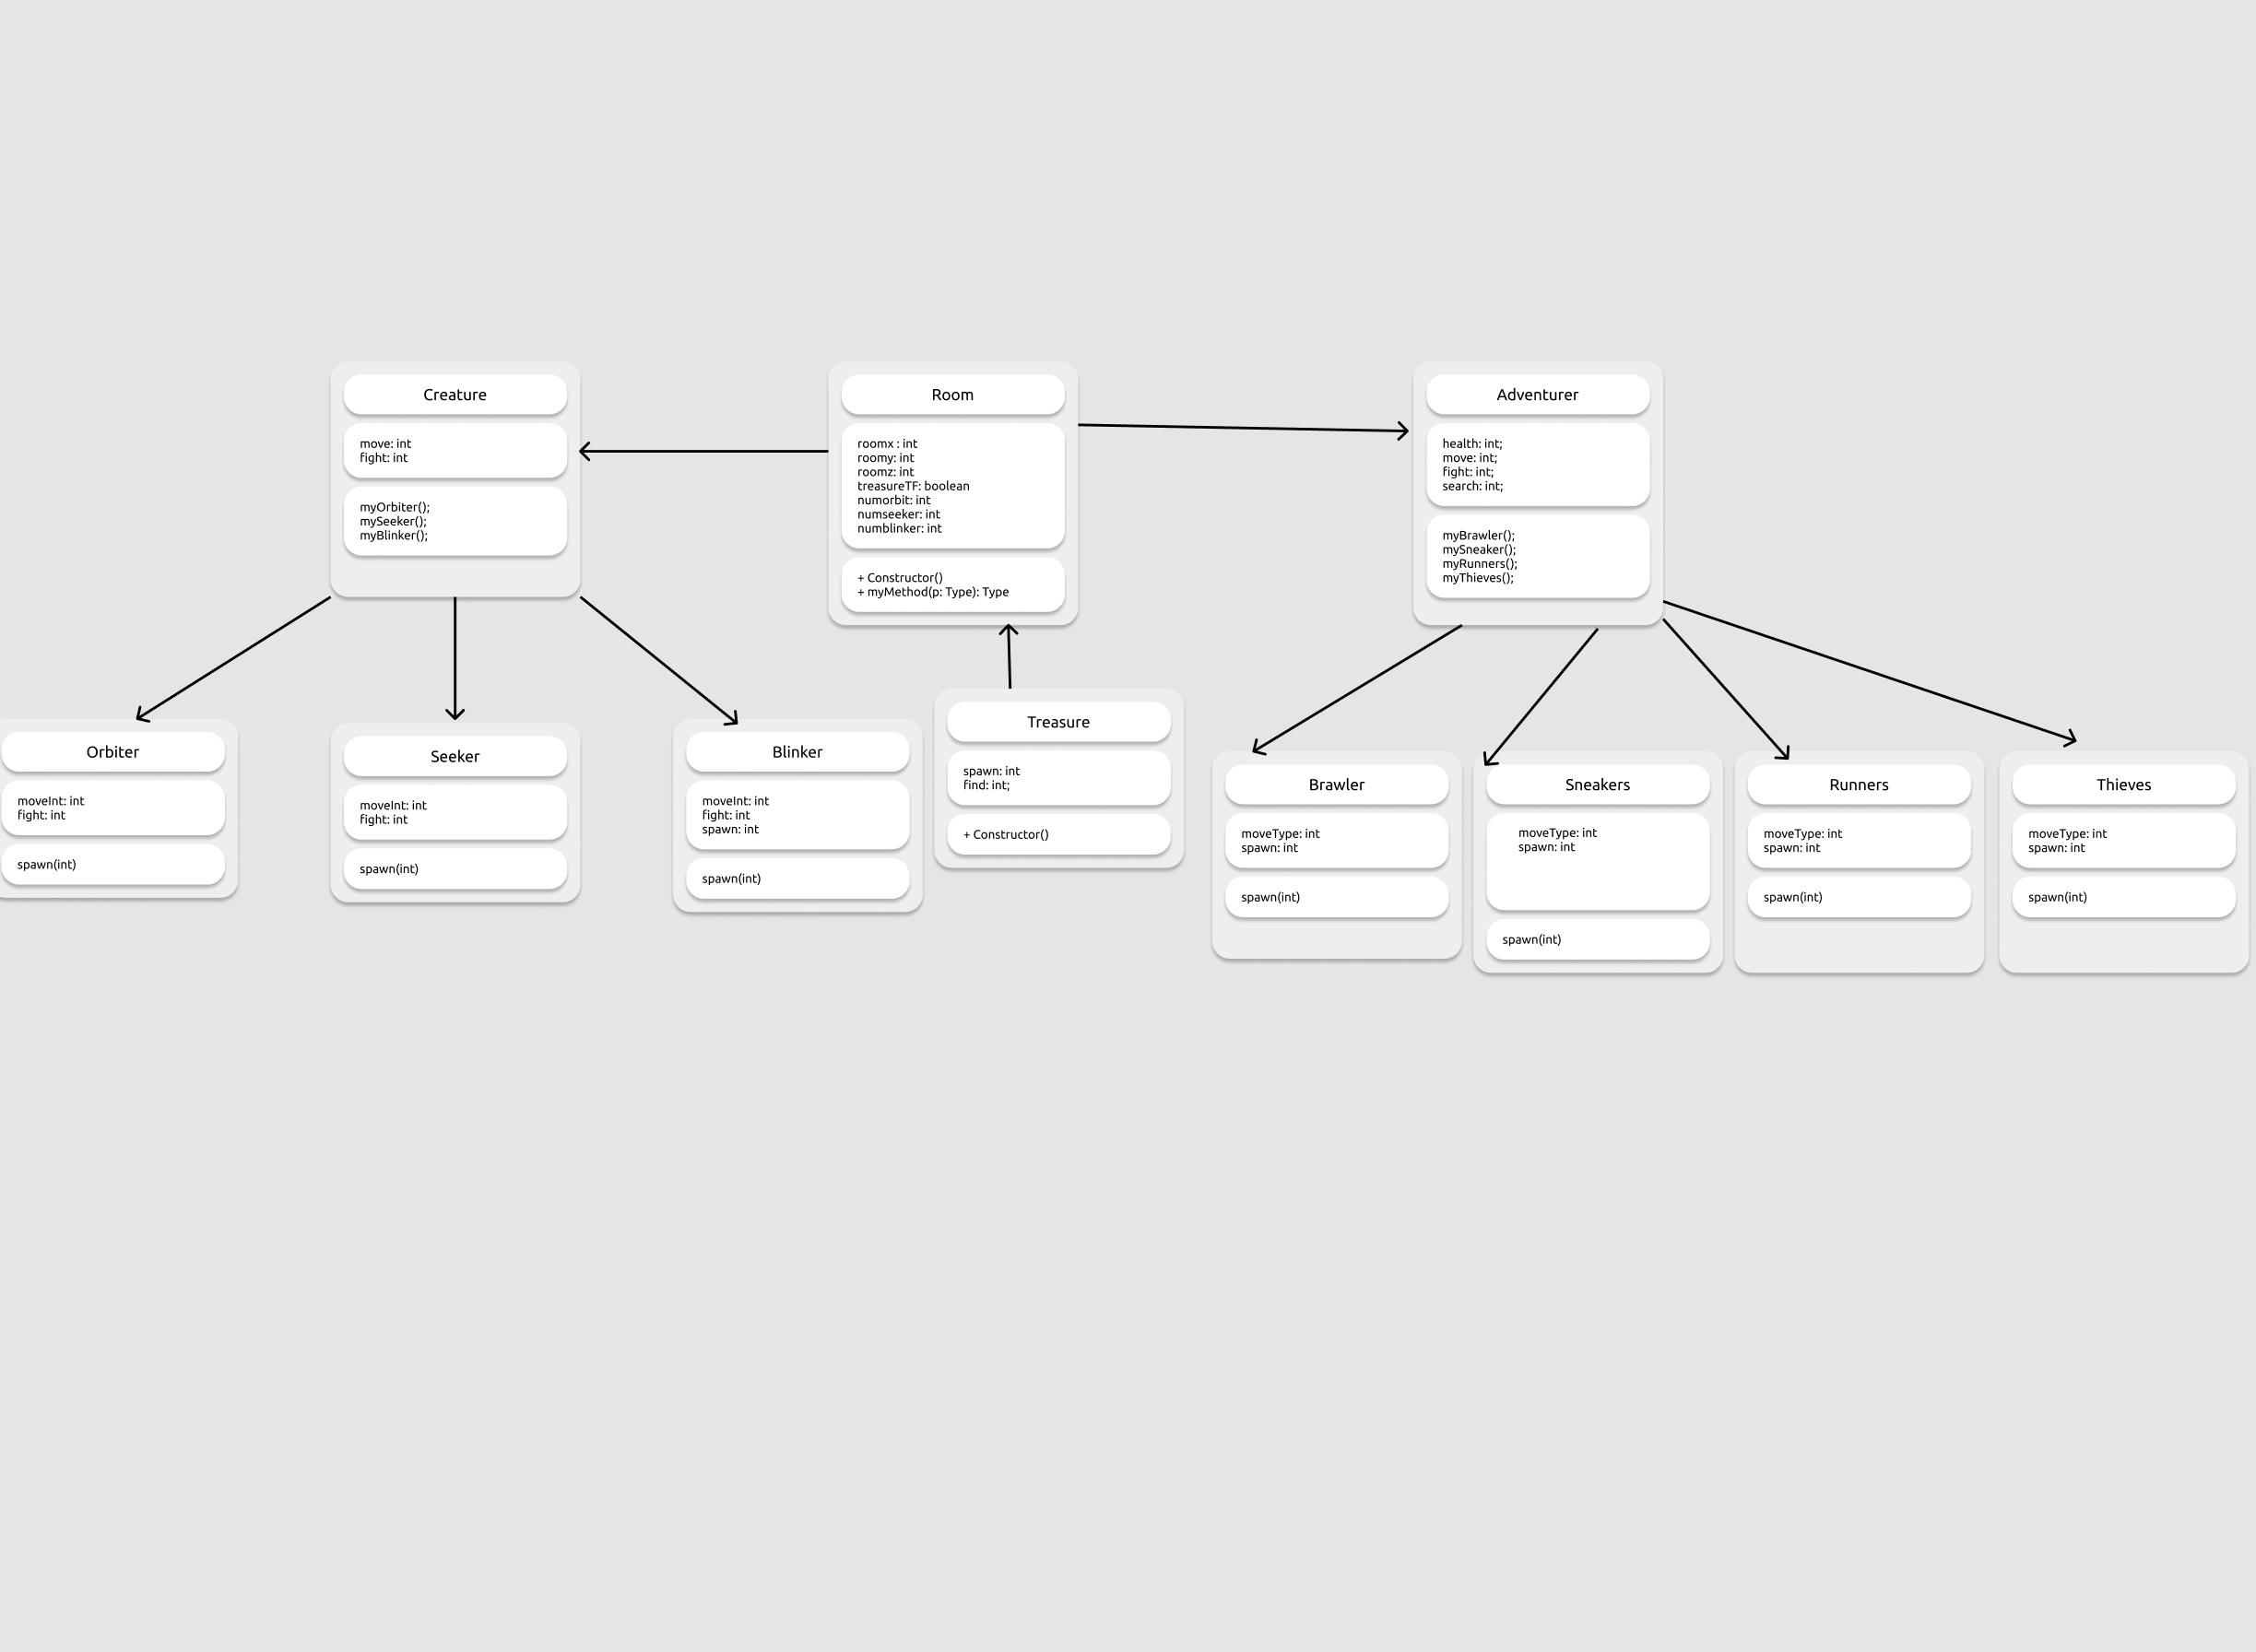 Creature
move: int
fight: int
myOrbiter();
mySeeker();
myBlinker();
Room
roomx : int
roomy: int
roomz: int
treasureTF: boolean
numorbit: int
numseeker: int
numblinker: int
+ Constructor()
+ myMethod(p: Type): Type
Adventurer
health: int;
move: int;
fight: int;
search: int;
myBrawler();
mySneaker();
myRunners();
myThieves();
Orbiter
moveInt: int
fight: int
spawn(int)
Seeker
moveInt: int
fight: int
spawn(int)
Blinker
moveInt: int
fight: int
spawn: int
spawn(int)
Treasure
spawn: int
find: int;
+ Constructor()
Brawler
moveType: int
spawn: int
spawn(int)
Sneakers
moveType: int
spawn: int
spawn(int)
Runners
moveType: int
spawn: int
spawn(int)
Thieves
moveType: int
spawn: int
spawn(int)